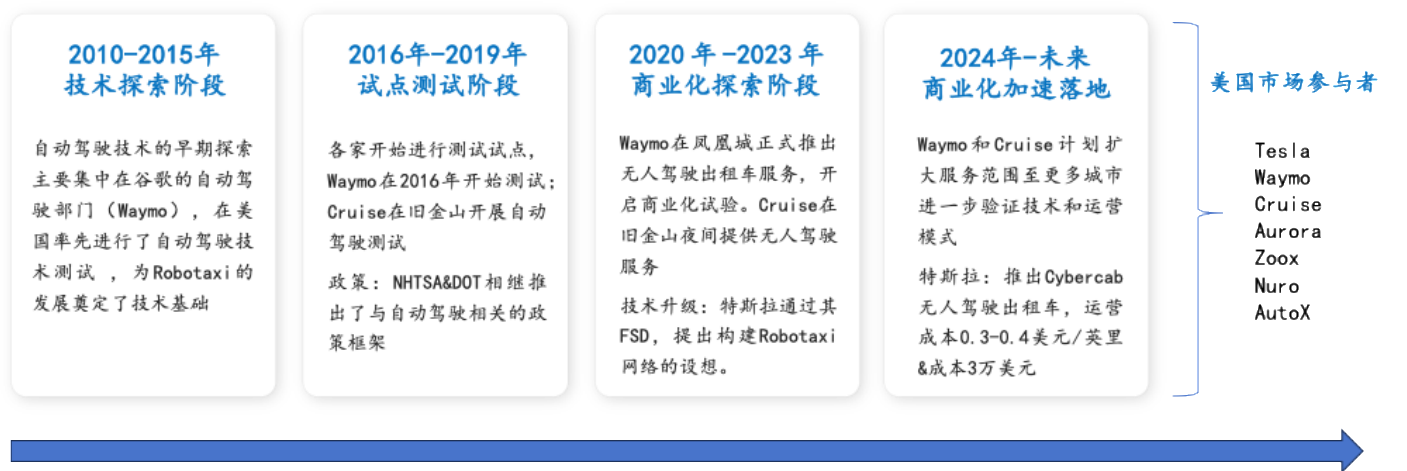 2010-2015年
技术探索阶段
自动驾驶技术的早期探索
主要集中在谷歌的自动驾
驶部门（Waymo），在美
国率先进行了自动驾驶技
术测试 ，为Robotaxi的
发展奠定了技术基础
2016年-2019年
试点测试阶段
各家开始进行测试试点，
Waymo在2016年开始测试；
Cruise在旧金山开展自动
驾驶测试
政策：NHTSA&DOT相继推
出了与自动驾驶相关的政
策框架
2020 年 -2023 年
商业化探索阶段
Waymo在凤凰城正式推出
无人驾驶出租车服务，开
启商业化试验。Cruise在
旧金山夜间提供无人驾驶
服务
技术升级：特斯拉通过其
FSD，提出构建Robotaxi
网络的设想。
2024年-未来
商业化加速落地
Waymo和Cruise计划扩
大服务范围至更多城市
进一步验证技术和运营
模式
特斯拉：推出Cybercab
无人驾驶出租车，运营
成本0.3-0.4美元/英里
&成本3万美元
美国市场参与者
Tesla
Waymo
Cruise
Aurora
Zoox
Nuro
AutoX